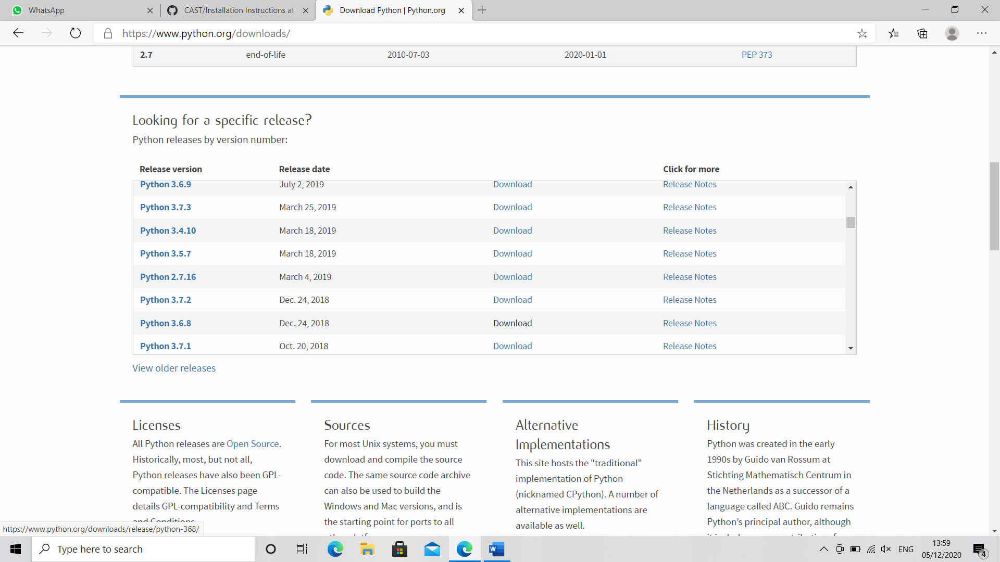 WhatsApp
CAST/Installation Instructions at
Download Python | Python.org
https://www.python.org/downloads/
2.7 end-of-life 2010-07-03 2020-01-01 PEP 373
Looking for a specific release?
Python releases by version number:
Release version Release date Click for more
Python 3.6.9 July 2, 2019 Download Release Notes
Python 3.7.3 March 25, 2019 Download Release Notes
Python 3.4.10 March 18, 2019 Download Release Notes
Python 3.5.7 March 18, 2019 Download Release Notes
Python 2.7.16 March 4, 2019 Download Release Notes
Python 3.7.2 Dec. 24, 2018 Download Release Notes
Python 3.6.8 Dec. 24, 2018 Download Release Notes
Python 3.7.1 Oct. 20, 2018 Download Release Notes
View older releases
Licenses
All Python releases are Open Source.
Historically, most, but not all,
Python releases have also been GPL-
compatible. The Licenses page
details GPL-compatibility and Terms
and Conditions
Sources
For most Unix systems, you must
download and compile the source
code. The same source code archive
can also be used to build the
Windows and Mac versions, and is
the starting point for ports to all
Alternative
Implementations
This site hosts the "traditional"
implementation of Python
(nicknamed CPython). A number of
alternative implementations are
available as well.
History
Python was created in the early
1990s by Guido van Rossum at
Stichting Mathematisch Centrum in
the Netherlands as a successor of a
language called ABC. Guido remains
Python’s principal author, although
https://www.python.org/downloads/release/python-368/
Type here to search
W
ENG
13:59
05/12/2020
4